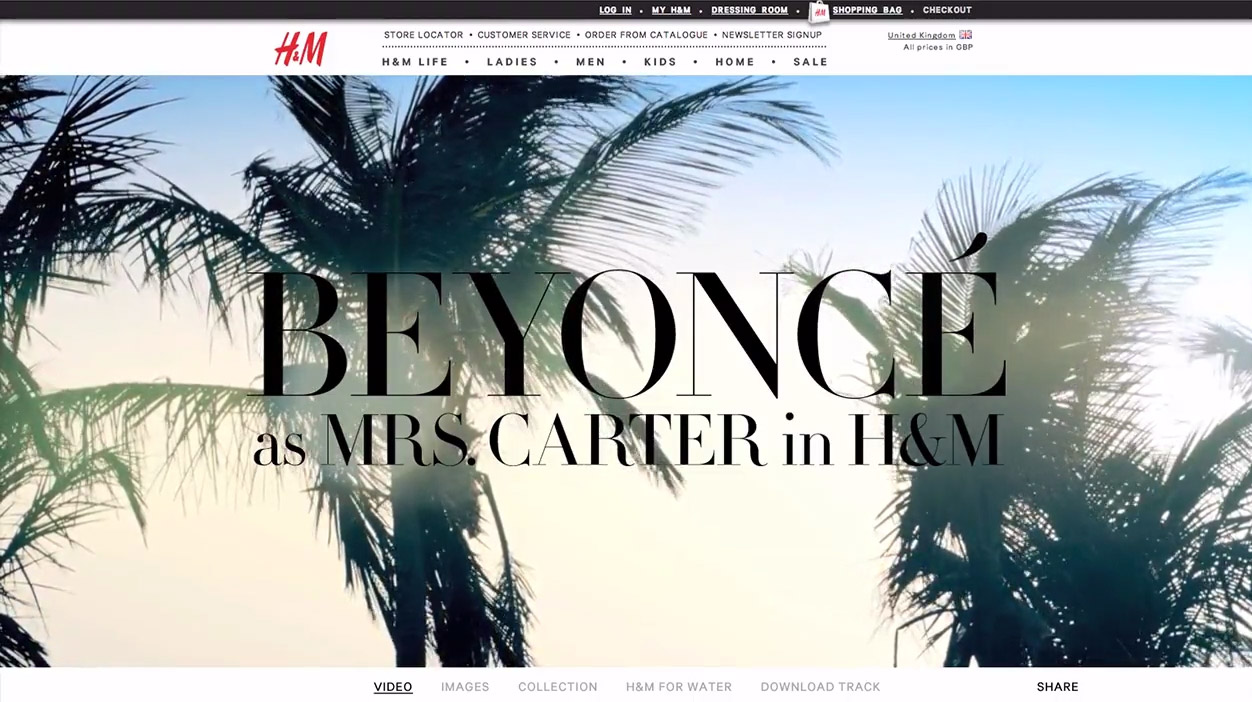 LOG IN • MY H&M • DRESSING ROOM • H&M SHOPPING BAG • CHECKOUT
H&M
STORE LOCATOR • CUSTOMER SERVICE • ORDER FROM CATALOGUE • NEWSLETTER SIGNUP
United Kingdom
All prices in GBP
H&M LIFE • LADIES • MEN • KIDS • HOME • SALE
BEYONCÉ
as MRS. CARTER in H&M
VIDEO IMAGES COLLECTION H&M FOR WATER DOWNLOAD TRACK SHARE